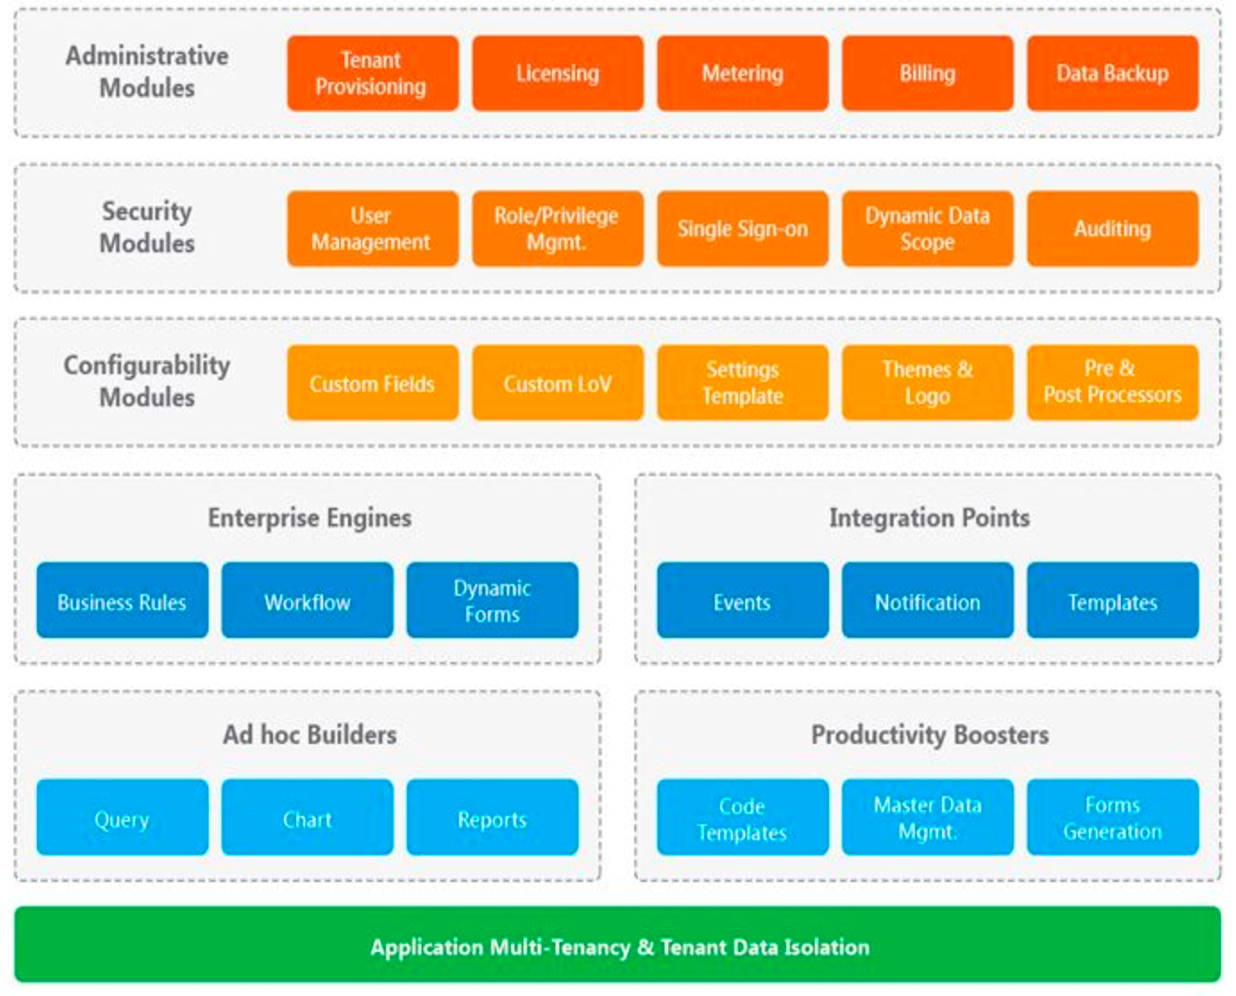 Administrative
Modules
Tenant
Provisioning
Licensing
Metering
Billing
Data Backup
Security
Modules
User
Management
Role/Privilege
Mgmt.
Single Sign-on
Dynamic Data
Scope
Auditing
Configurability
Modules
Custom Fields
Custom LoV
Settings
Template
Themes &
Logo
Pre &
Post Processors
Enterprise Engines
Business Rules
Workflow
Dynamic
Forms
Integration Points
Events
Notification
Templates
Ad hoc Builders
Query
Chart
Reports
Productivity Boosters
Code
Templates
Master Data
Mgmt.
Forms
Generation
Application Multi-Tenancy & Tenant Data Isolation